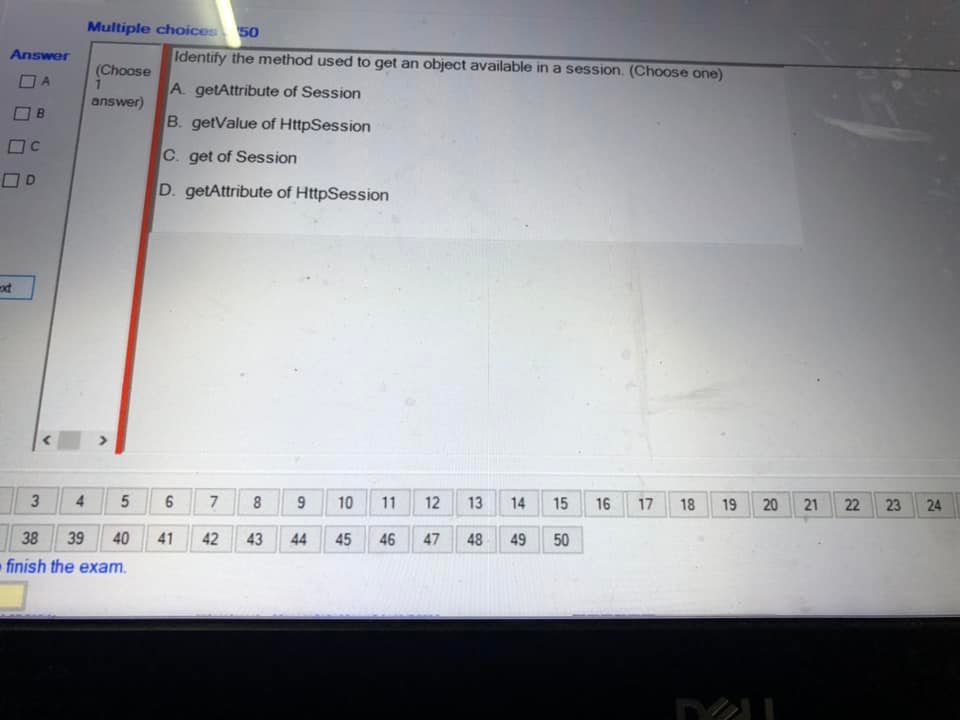 Multiple choices 50
Answer
A
B
C
D
(Choose
1
answer)
Identify the method used to get an object available in a session. (Choose one)
A. getAttribute of Session
B. getValue of HttpSession
C. get of Session
D. getAttribute of HttpSession
< >
3 4 5 6 7 8 9 10 11 12 13 14 15 16 17 18 19 20 21 22 23 24
38 39 40 41 42 43 44 45 46 47 48 49 50
finish the exam.
DELL